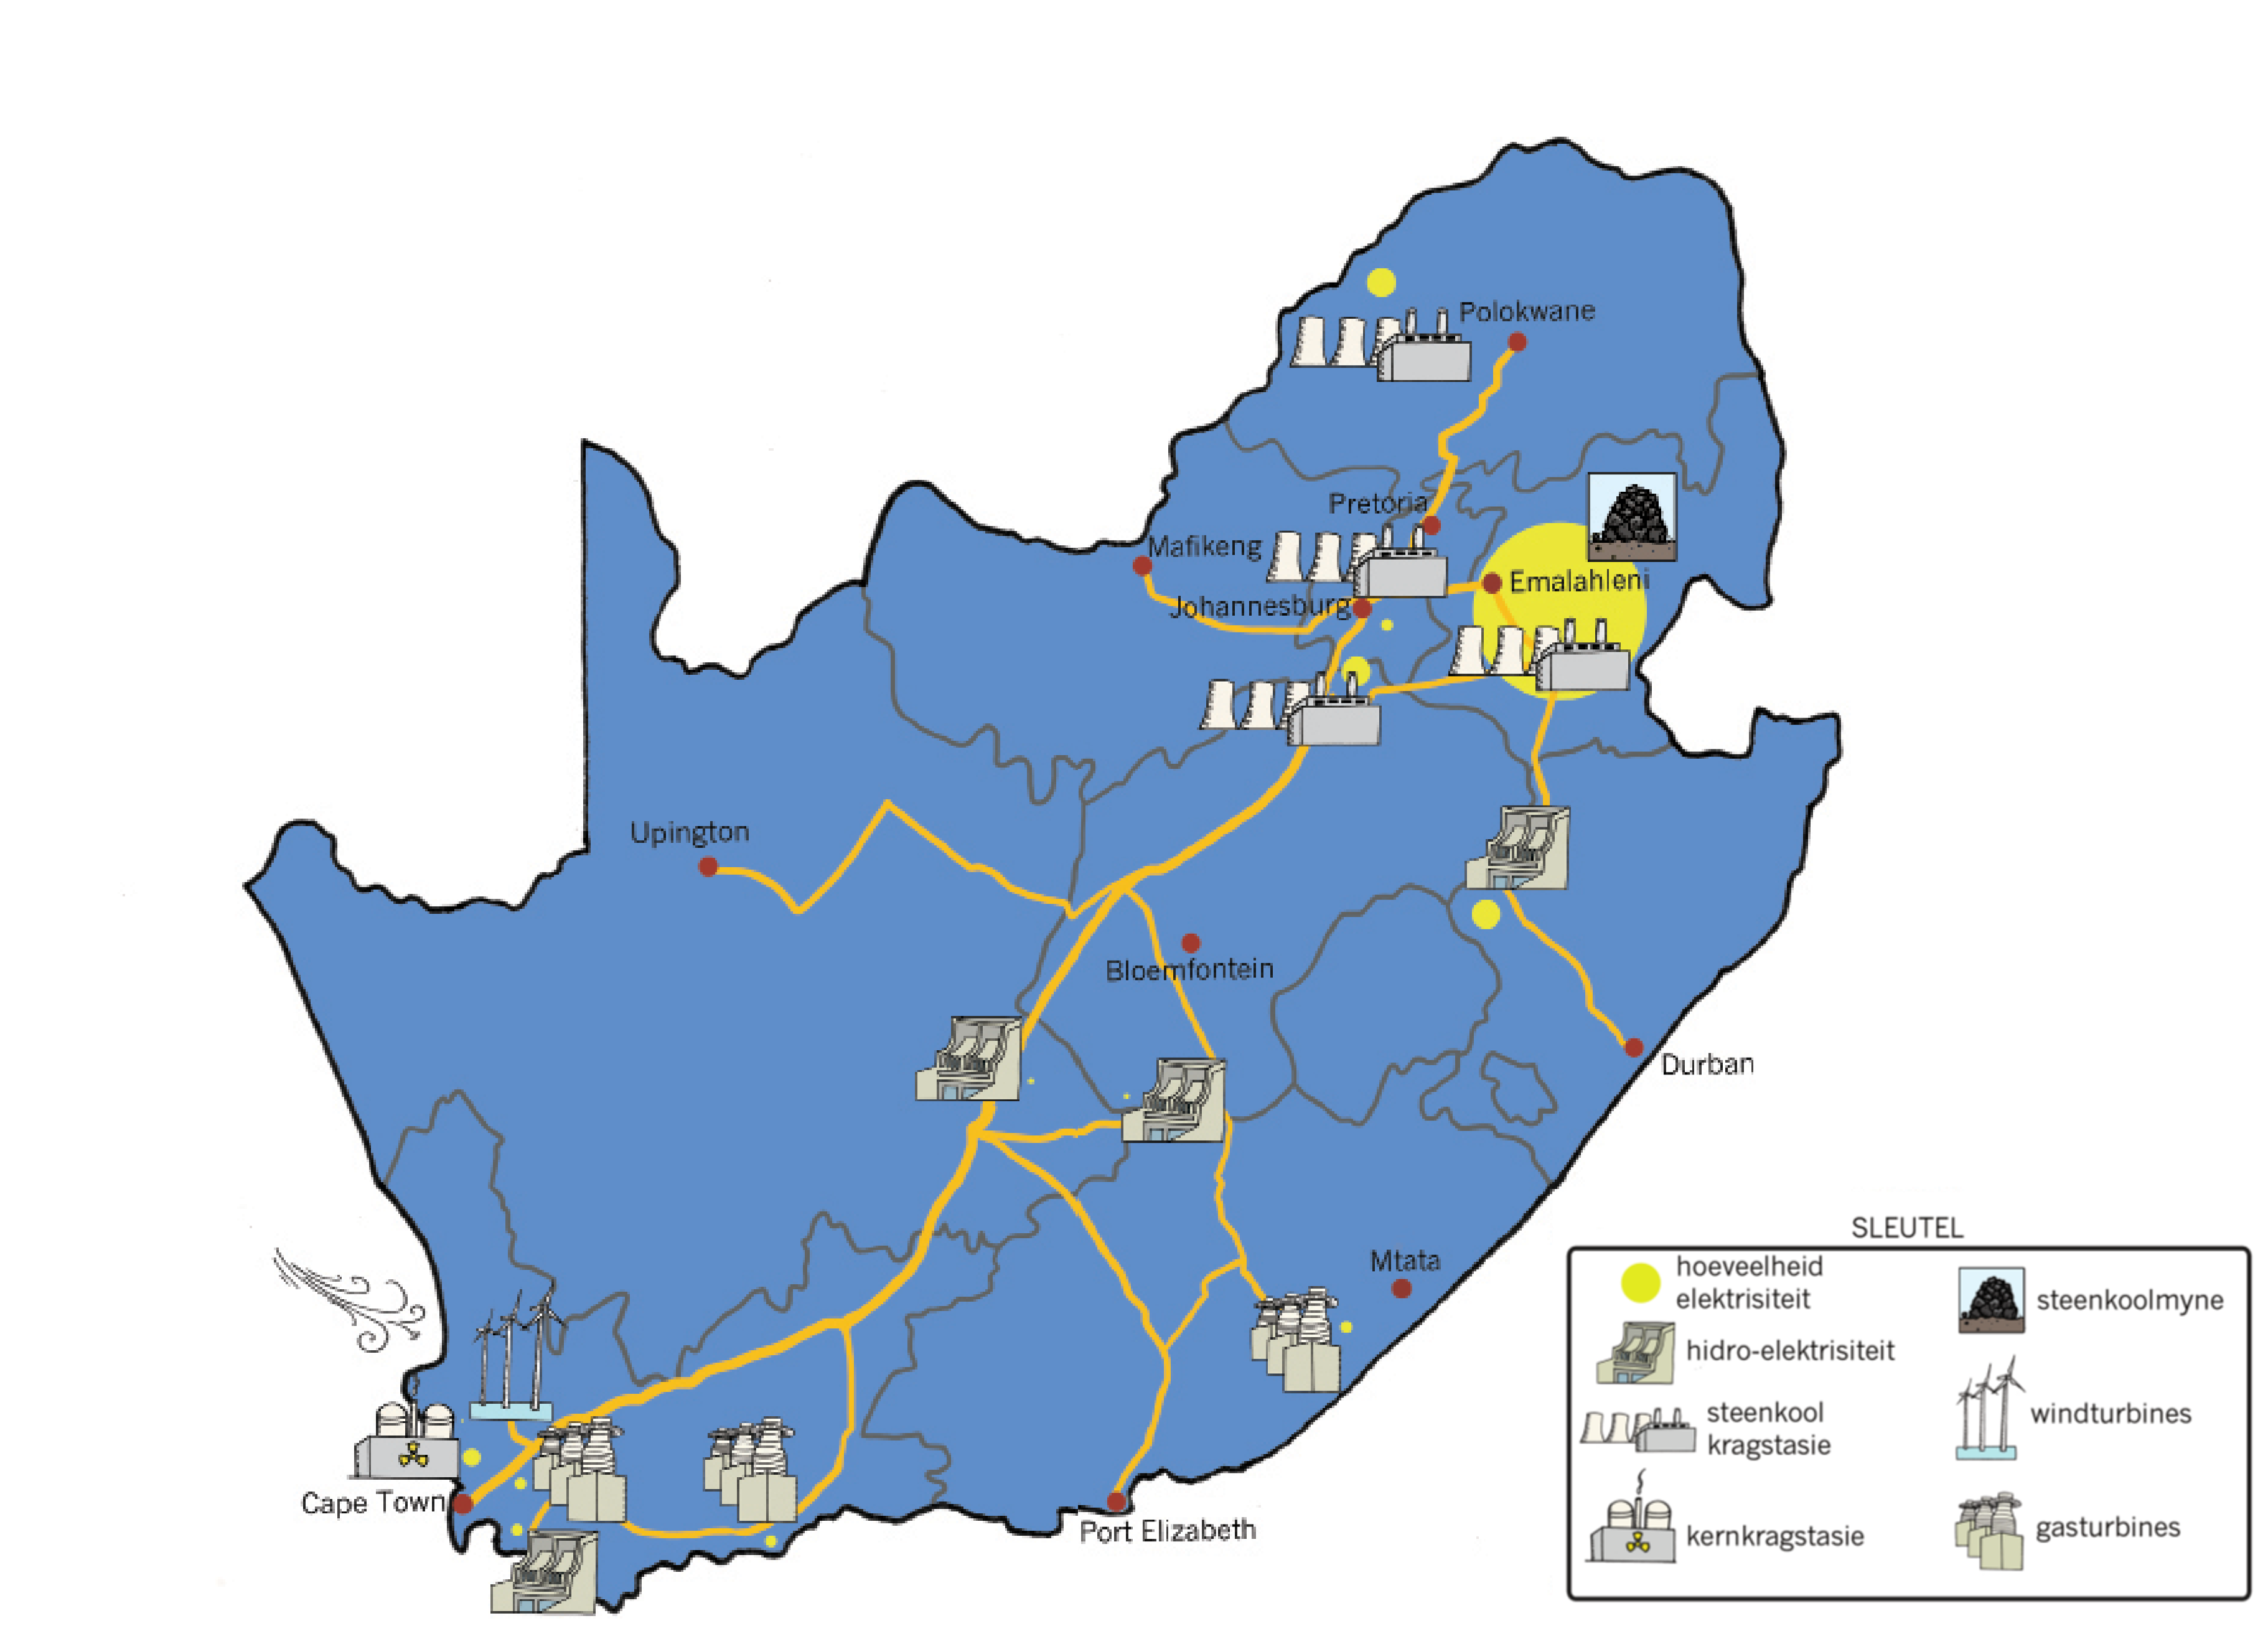 Polokwane
Pretoria
Mafikeng
Johannesburg
Emalahleni
Upington
Bloemfontein
Durban
Mtata
Cape Town
Port Elizabeth
SLEUTEL
hoeveelheid
elektrisiteit
hidro-elektrisiteit
steenkool
kragstasie
kernkragstasie
steenkoolmyne
windturbines
gasturbines